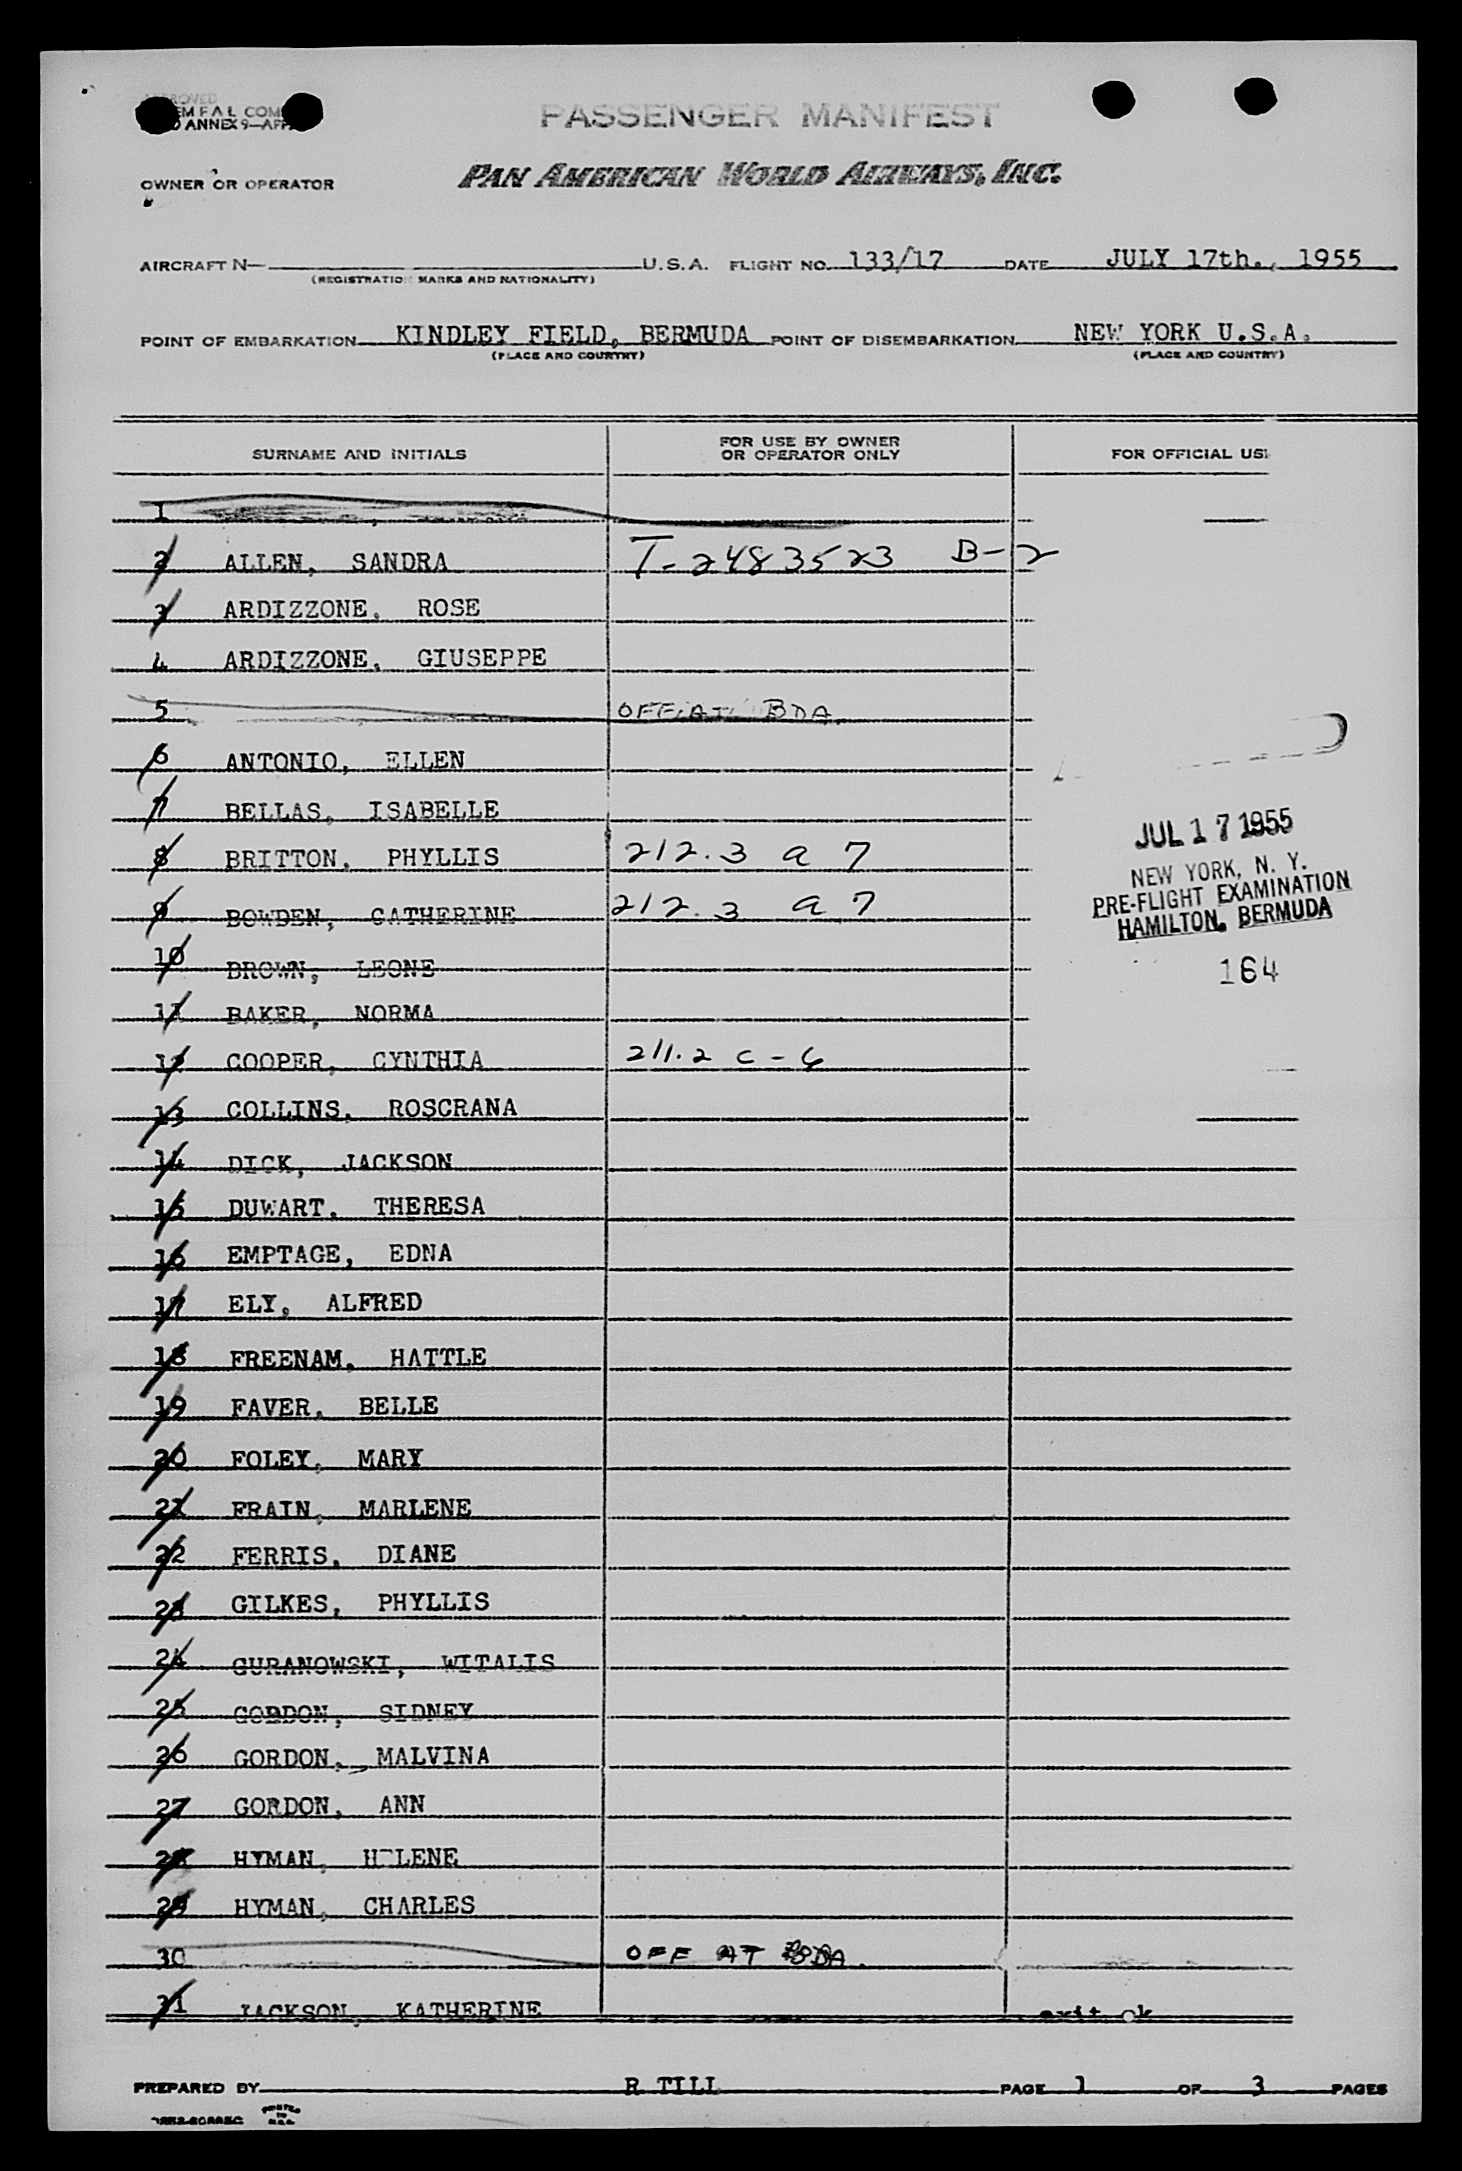 PASSENGER MANIFEST
ANNEX 9—
OWNER OR OPERATOR PAN AMERICAN WORLD AIRWAYS, INC.
AIRCRAFT N— U.S.A. FLIGHT NO. 133/17 DATE JULY 17th., 1955
(REGISTRATION MARKS AND NATIONALITY)
POINT OF EMBARKATION KINDLEY FIELD, BERMUDA POINT OF DISEMBARKATION NEW YORK U.S.A.
(PLACE AND COUNTRY) (PLACE AND COUNTRY)
SURNAME AND INITIALS FOR USE BY OWNER OR OPERATOR ONLY FOR OFFICIAL US
1
2 ALLEN, SANDRA T-2483523 B-2
3 ARDIZZONE, ROSE
4 ARDIZZONE, GIUSEPPE
5 OFF AT BDA.
6 ANTONIO, ELLEN
7 BELLAS, ISABELLE
8 BRITTON, PHYLLIS 212.3 a 7
9 BOWDEN, CATHERINE 212.3 a 7
10 BROWN, LEONE
11 BAKER, NORMA
12 COOPER, CYNTHIA 211.2 C-6
13 COLLINS, ROSCRANA
14 DICK, JACKSON
15 DUWART, THERESA
16 EMPTAGE, EDNA
17 ELY, ALFRED
18 FREENAM, HATTLE
19 FAVER, BELLE
20 FOLEY, MARY
21 FRAIN, MARLENE
22 FERRIS, DIANE
23 GILKES, PHYLLIS
24 GURANOWSKI, WITALIS
25 GORDON, SIDNEY
26 GORDON, MALVINA
27 GORDON, ANN
28 HYMAN, HELENE
29 HYMAN, CHARLES
30 OFF AT BDA.
31 JACKSON, KATHERINE exit ok
JUL 17 1955
NEW YORK, N. Y.
PRE-FLIGHT EXAMINATION
HAMILTON, BERMUDA
164
PREPARED BY R TILL PAGE 1 OF 3 PAGES
PRINTED IN U.S.A.